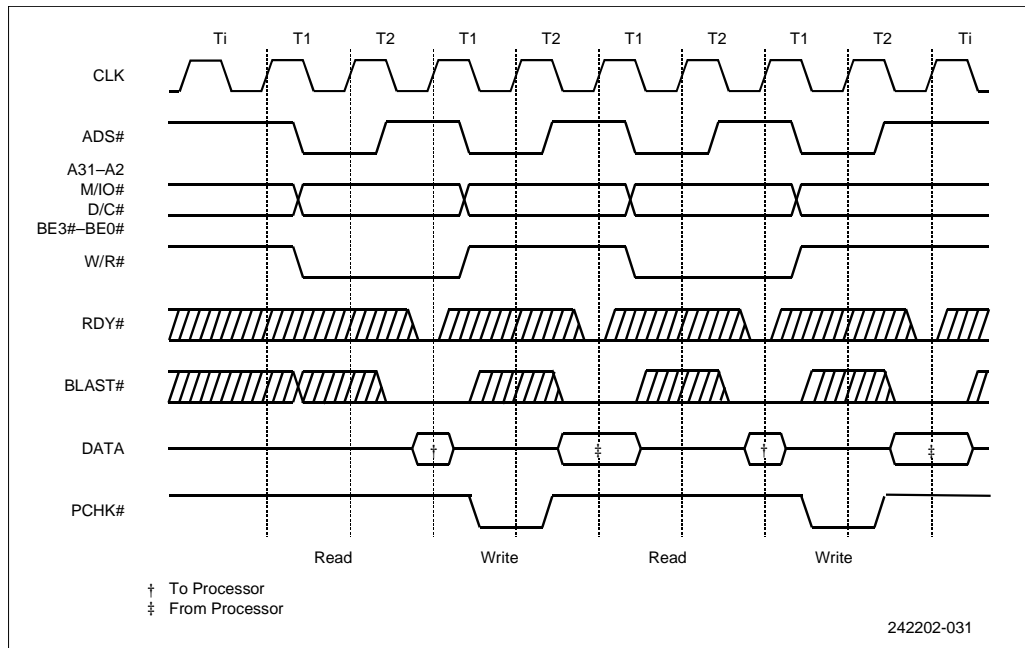 Ti T1 T2 T1 T2 T1 T2 T1 T2 Ti
CLK
ADS#
A31–A2
M/IO#
D/C#
BE3#–BE0#
W/R#
RDY#
BLAST#
DATA
† ‡ † ‡
PCHK#
Read Write Read Write
† To Processor
‡ From Processor
242202-031